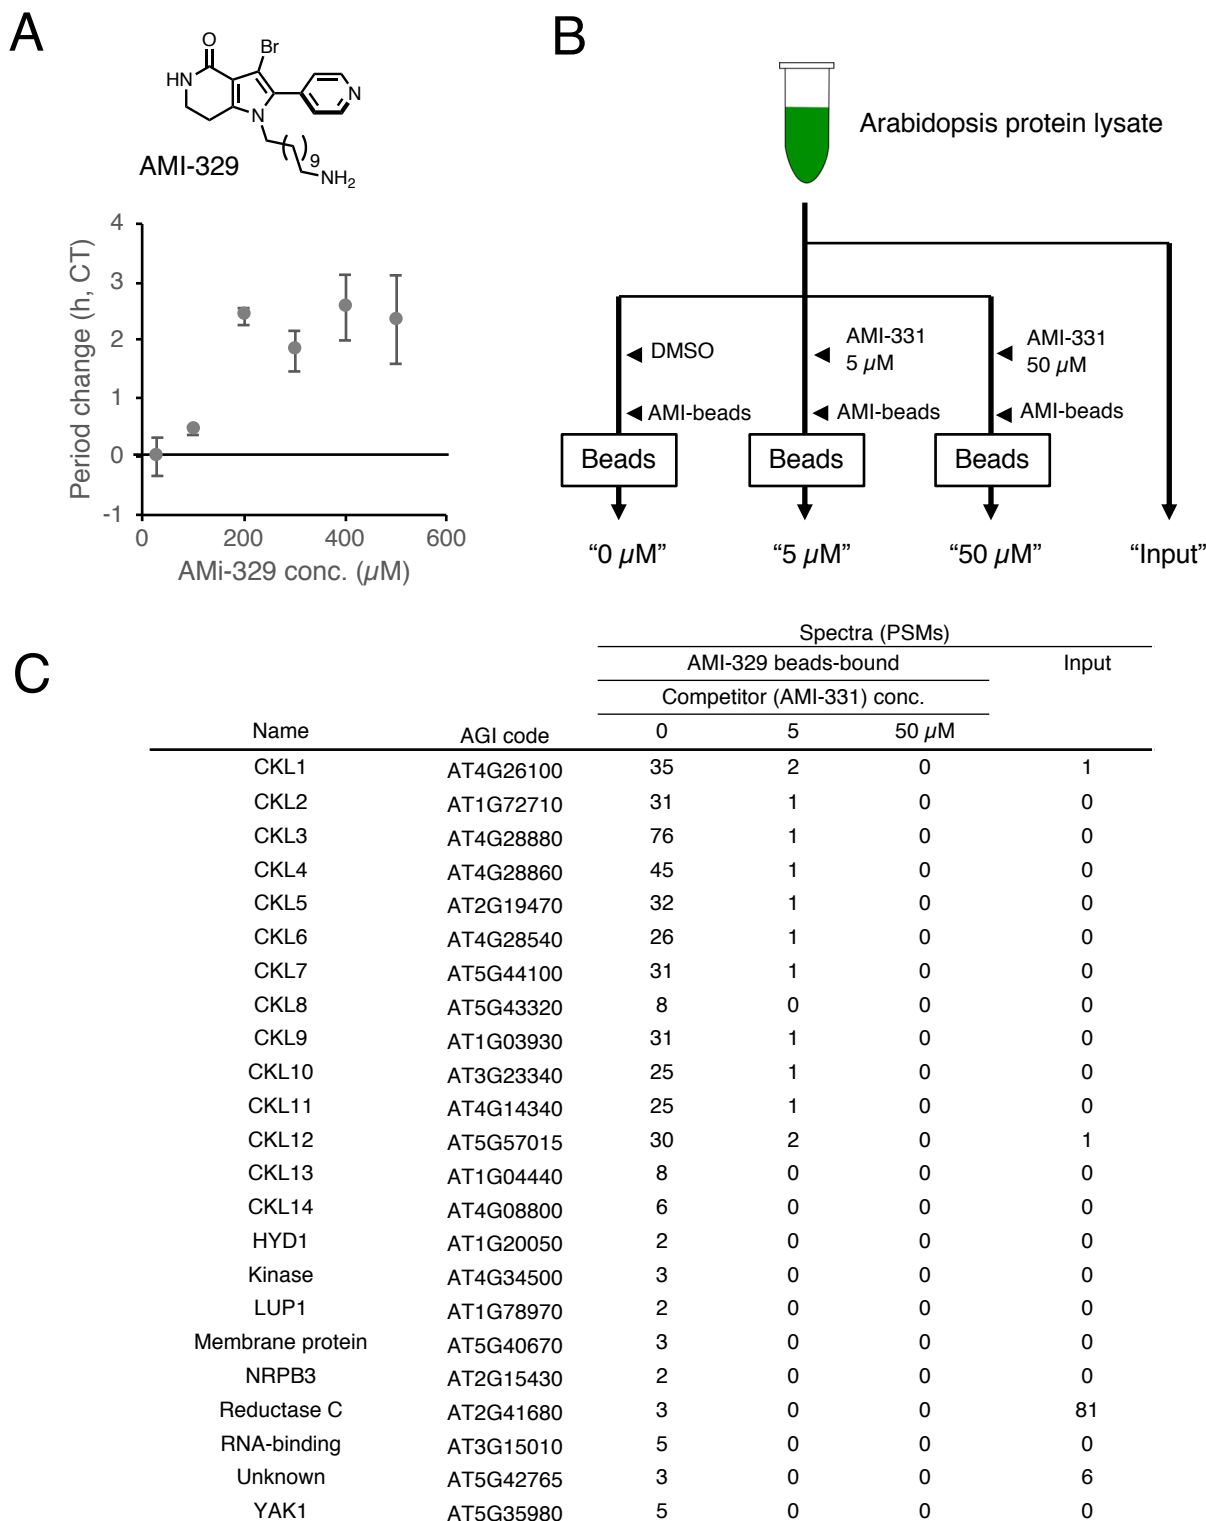 A
O
Br
HN
N
N
9
NH2
AMI-329
4
3
2
1
0
-1
Period change (h, CT)
0 200 400 600
AMi-329 conc. (µM)
B
Arabidopsis protein lysate
DMSO
AMI-331
5 µM
AMI-331
50 µM
AMI-beads
AMI-beads
AMI-beads
Beads
Beads
Beads
“0 µM”
“5 µM”
“50 µM”
“Input”
C
Spectra (PSMs)
AMI-329 beads-bound Input
Competitor (AMI-331) conc.
Name AGI code 0 5 50 µM
CKL1 AT4G26100 35 2 0 1
CKL2 AT1G72710 31 1 0 0
CKL3 AT4G28880 76 1 0 0
CKL4 AT4G28860 45 1 0 0
CKL5 AT2G19470 32 1 0 0
CKL6 AT4G28540 26 1 0 0
CKL7 AT5G44100 31 1 0 0
CKL8 AT5G43320 8 0 0 0
CKL9 AT1G03930 31 1 0 0
CKL10 AT3G23340 25 1 0 0
CKL11 AT4G14340 25 1 0 0
CKL12 AT5G57015 30 2 0 1
CKL13 AT1G04440 8 0 0 0
CKL14 AT4G08800 6 0 0 0
HYD1 AT1G20050 2 0 0 0
Kinase AT4G34500 3 0 0 0
LUP1 AT1G78970 2 0 0 0
Membrane protein AT5G40670 3 0 0 0
NRPB3 AT2G15430 2 0 0 0
Reductase C AT2G41680 3 0 0 81
RNA-binding AT3G15010 5 0 0 0
Unknown AT5G42765 3 0 0 6
YAK1 AT5G35980 5 0 0 0